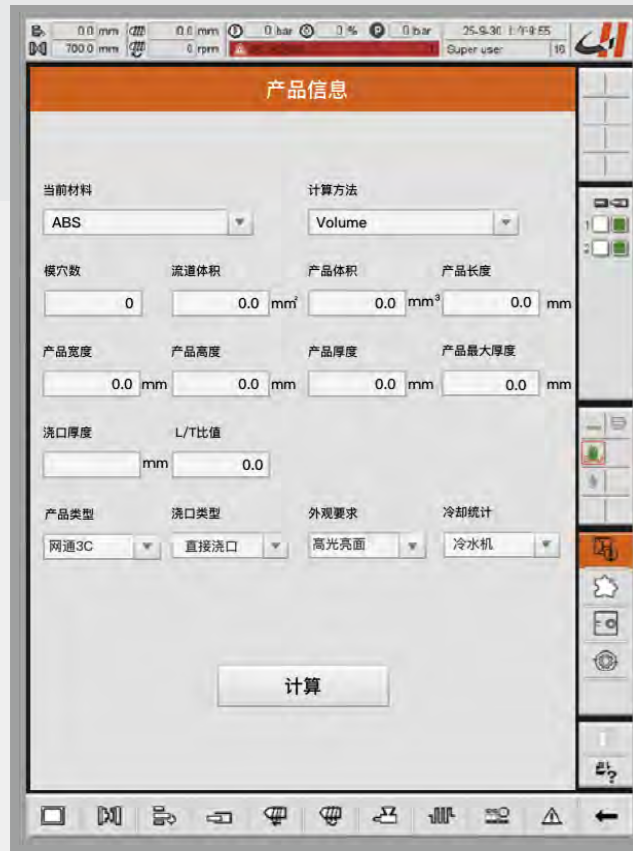 0.0 mm 0.0 mm 0 bar 0 % 0 bar
700.0 mm 0 rpm 1 Super user 16
产品信息
当前材料 计算方法
ABS Volume
模穴数 流道体积 产品体积 产品长度
0 0.0 mm³ 0.0 mm³ 0.0 mm
产品宽度 产品高度 产品厚度 产品最大厚度
0.0 mm 0.0 mm 0.0 mm 0.0 mm
浇口厚度 L/T比值
mm 0.0
产品类型 浇口类型 外观要求 冷却统计
网通3C 直接浇口 高光亮面 冷水机
计算